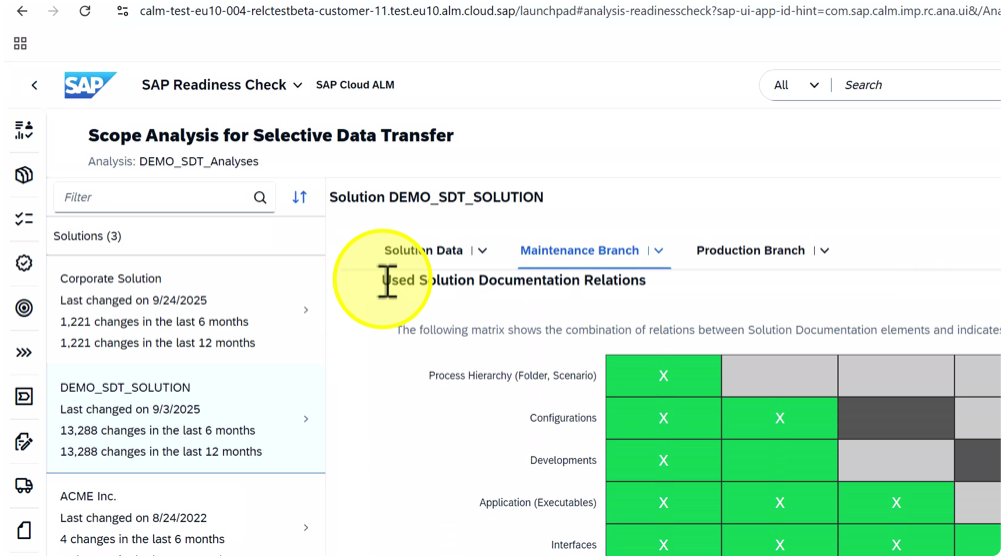 calm-test-eu10-004-relctestbeta-customer-11.test.eu10.alm.cloud.sap/launchpad#analysis-readinesscheck?sap-ui-app-id-hint=com.sap.calm.imp.rc.ana.ui&/Ana
SAP SAP Readiness Check SAP Cloud ALM All Search
Scope Analysis for Selective Data Transfer
Analysis: DEMO_SDT_Analyses
Filter
Solution DEMO_SDT_SOLUTION
Solutions (3)
Solution Data | Maintenance Branch | Production Branch |
Used Solution Documentation Relations
Corporate Solution
Last changed on 9/24/2025
1,221 changes in the last 6 months
1,221 changes in the last 12 months
DEMO_SDT_SOLUTION
Last changed on 9/3/2025
13,288 changes in the last 6 months
13,288 changes in the last 12 months
ACME Inc.
Last changed on 8/24/2022
4 changes in the last 6 months
The following matrix shows the combination of relations between Solution Documentation elements and indicates
Process Hierarchy (Folder, Scenario) X
Configurations X X
Developments X
Application (Executables) X X X
Interfaces X X X